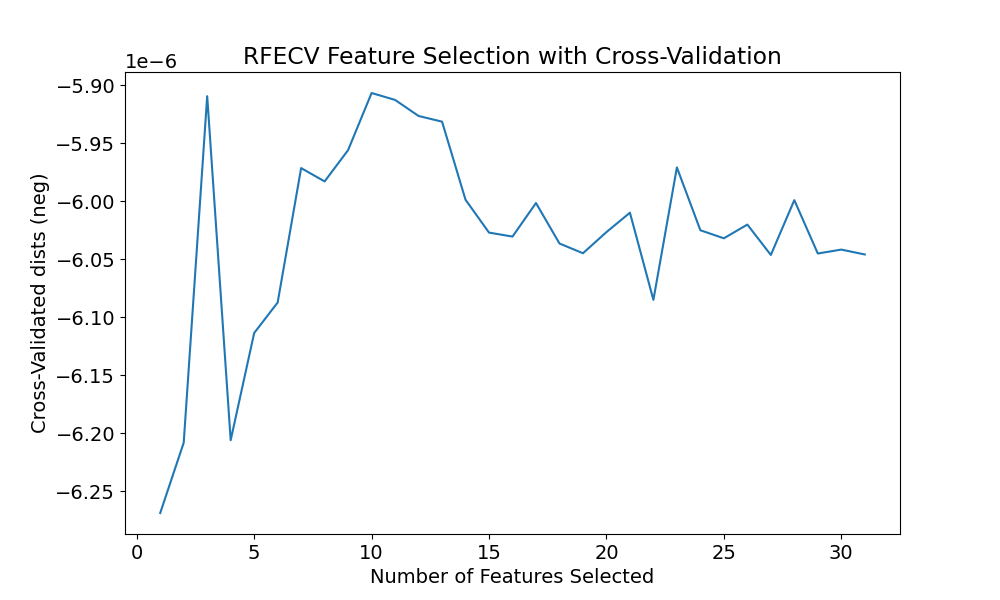 RFECV Feature Selection with Cross-Validation
1e−6
−5.90
−5.95
−6.00
−6.05
−6.10
−6.15
−6.20
−6.25
Cross-Validated dists (neg)
0 5 10 15 20 25 30
Number of Features Selected